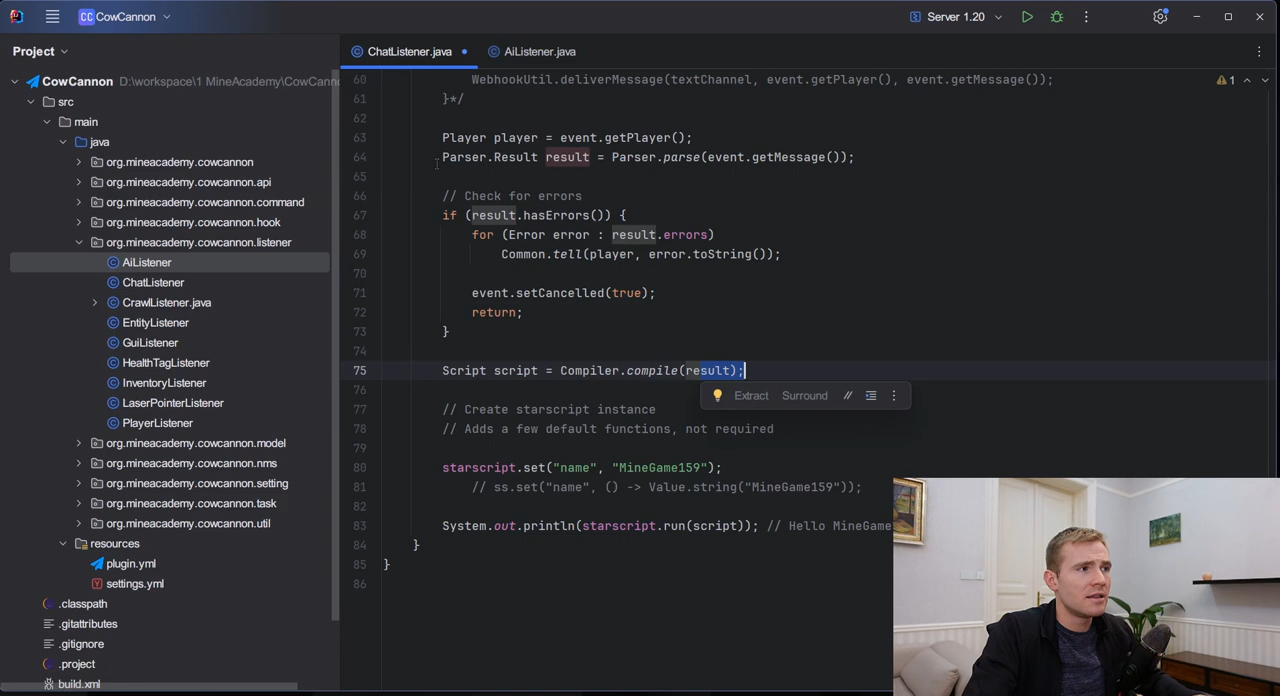 CC CowCannon
Server 1.20
Project
ChatListener.java
AiListener.java
CowCannon D:\workspace\1 MineAcademy\CowCann
src
main
java
org.mineacademy.cowcannon
org.mineacademy.cowcannon.api
org.mineacademy.cowcannon.command
org.mineacademy.cowcannon.hook
org.mineacademy.cowcannon.listener
AiListener
ChatListener
CrawlListener.java
EntityListener
GuiListener
HealthTagListener
InventoryListener
LaserPointerListener
PlayerListener
org.mineacademy.cowcannon.model
org.mineacademy.cowcannon.nms
org.mineacademy.cowcannon.setting
org.mineacademy.cowcannon.task
org.mineacademy.cowcannon.util
resources
plugin.yml
settings.yml
.classpath
.gitattributes
.gitignore
.project
build.xml
1
60 WebhookUtil.deliverMessage(textChannel, event.getPlayer(), event.getMessage());
61 }*/
62
63 Player player = event.getPlayer();
64 Parser.Result result = Parser.parse(event.getMessage());
65
66 // Check for errors
67 if (result.hasErrors()) {
68 for (Error error : result.errors)
69 Common.tell(player, error.toString());
70
71 event.setCancelled(true);
72 return;
73 }
74
75 Script script = Compiler.compile(result);
Extract Surround //
76
77 // Create starscript instance
78 // Adds a few default functions, not required
79
80 starscript.set("name", "MineGame159");
81 // ss.set("name", () -> Value.string("MineGame159"));
82
83 System.out.println(starscript.run(script)); // Hello MineGame
84 }
85 }
86